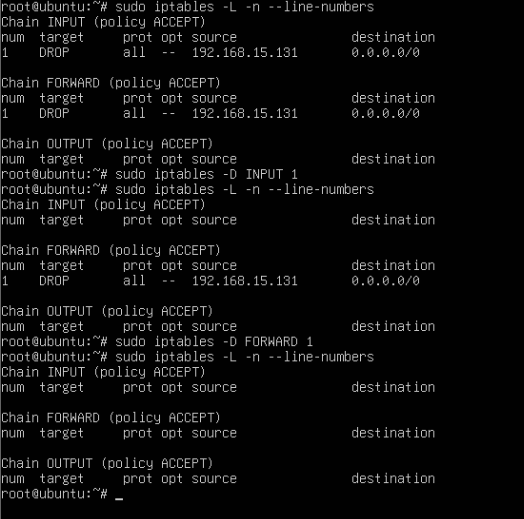 root@ubuntu:~# sudo iptables -L -n --line-numbers
Chain INPUT (policy ACCEPT)
num  target     prot opt source               destination
1    DROP       all  --  192.168.15.131       0.0.0.0/0

Chain FORWARD (policy ACCEPT)
num  target     prot opt source               destination
1    DROP       all  --  192.168.15.131       0.0.0.0/0

Chain OUTPUT (policy ACCEPT)
num  target     prot opt source               destination
root@ubuntu:~# sudo iptables -D INPUT 1
root@ubuntu:~# sudo iptables -L -n --line-numbers
Chain INPUT (policy ACCEPT)
num  target     prot opt source               destination

Chain FORWARD (policy ACCEPT)
num  target     prot opt source               destination
1    DROP       all  --  192.168.15.131       0.0.0.0/0

Chain OUTPUT (policy ACCEPT)
num  target     prot opt source               destination
root@ubuntu:~# sudo iptables -D FORWARD 1
root@ubuntu:~# sudo iptables -L -n --line-numbers
Chain INPUT (policy ACCEPT)
num  target     prot opt source               destination

Chain FORWARD (policy ACCEPT)
num  target     prot opt source               destination

Chain OUTPUT (policy ACCEPT)
num  target     prot opt source               destination
root@ubuntu:~# _